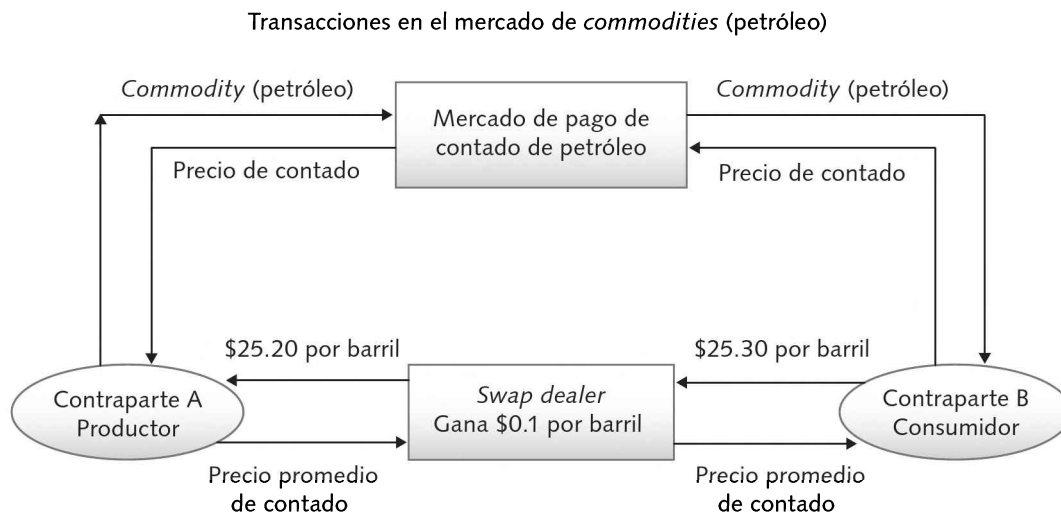 Transacciones en el mercado de commodities (petróleo)
Commodity (petróleo)
Mercado de pago de
contado de petróleo
Commodity (petróleo)
Precio de contado
Precio de contado
$25.20 por barril
$25.30 por barril
Contraparte A
Productor
Swap dealer
Gana $0.1 por barril
Contraparte B
Consumidor
Precio promedio
de contado
Precio promedio
de contado